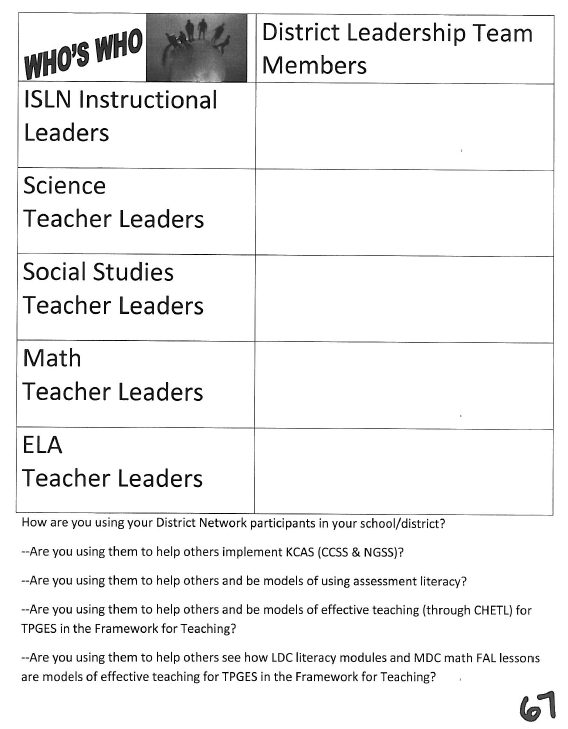 WHO'S WHO
District Leadership Team
Members
ISLN Instructional
Leaders
Science
Teacher Leaders
Social Studies
Teacher Leaders
Math
Teacher Leaders
ELA
Teacher Leaders
How are you using your District Network participants in your school/district?
--Are you using them to help others implement KCAS (CCSS & NGSS)?
--Are you using them to help others and be models of using assessment literacy?
--Are you using them to help others and be models of effective teaching (through CHETL) for
TPGES in the Framework for Teaching?
--Are you using them to help others see how LDC literacy modules and MDC math FAL lessons
are models of effective teaching for TPGES in the Framework for Teaching?
67